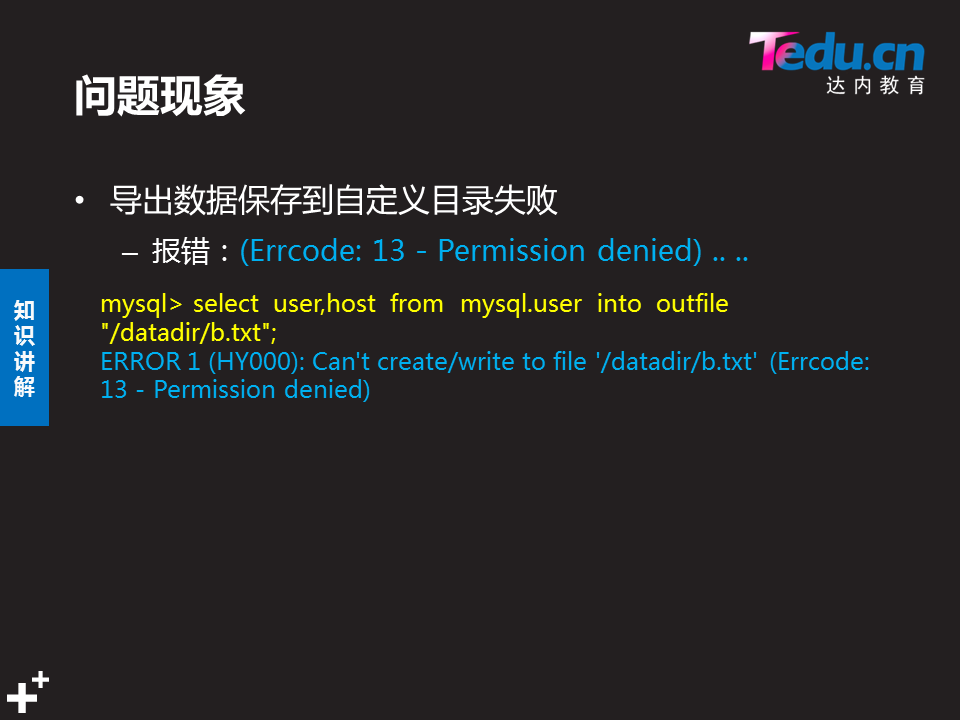 Tedu.cn
达内教育
问题现象
• 导出数据保存到自定义目录失败
– 报错：(Errcode: 13 - Permission denied) .. ..
知识讲解
mysql> select user,host from mysql.user into outfile
"/datadir/b.txt";
ERROR 1 (HY000): Can't create/write to file '/datadir/b.txt' (Errcode:
13 - Permission denied)